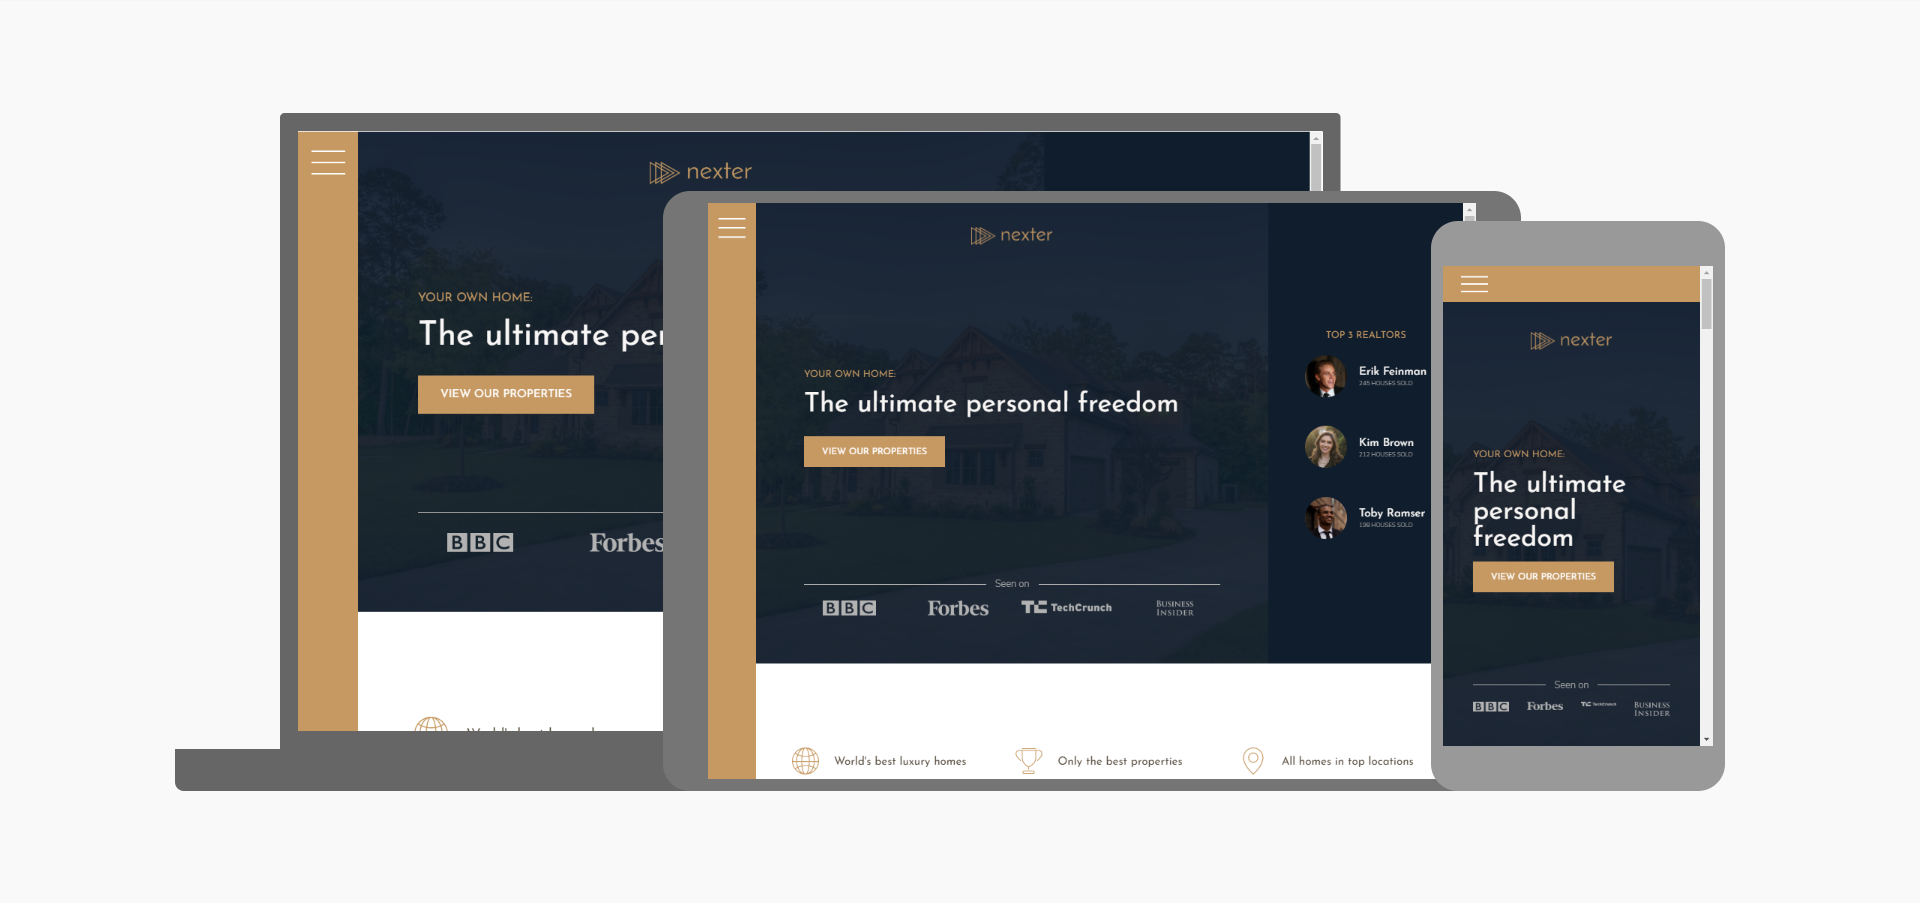 nexter
YOUR OWN HOME:
The ultimate per
VIEW OUR PROPERTIES
BBC
Forbes
nexter
YOUR OWN HOME:
The ultimate personal freedom
VIEW OUR PROPERTIES
Seen on
BBC
Forbes
TC TechCrunch
BUSINESS
INSIDER
TOP 3 REALTORS
Erik Feinman
245 HOUSES SOLD
Kim Brown
212 HOUSES SOLD
Toby Ramser
198 HOUSES SOLD
World's best luxury homes
Only the best properties
All homes in top locations
nexter
YOUR OWN HOME:
The ultimate
personal
freedom
VIEW OUR PROPERTIES
Seen on
BBC
Forbes
TC TechCrunch
BUSINESS
INSIDER